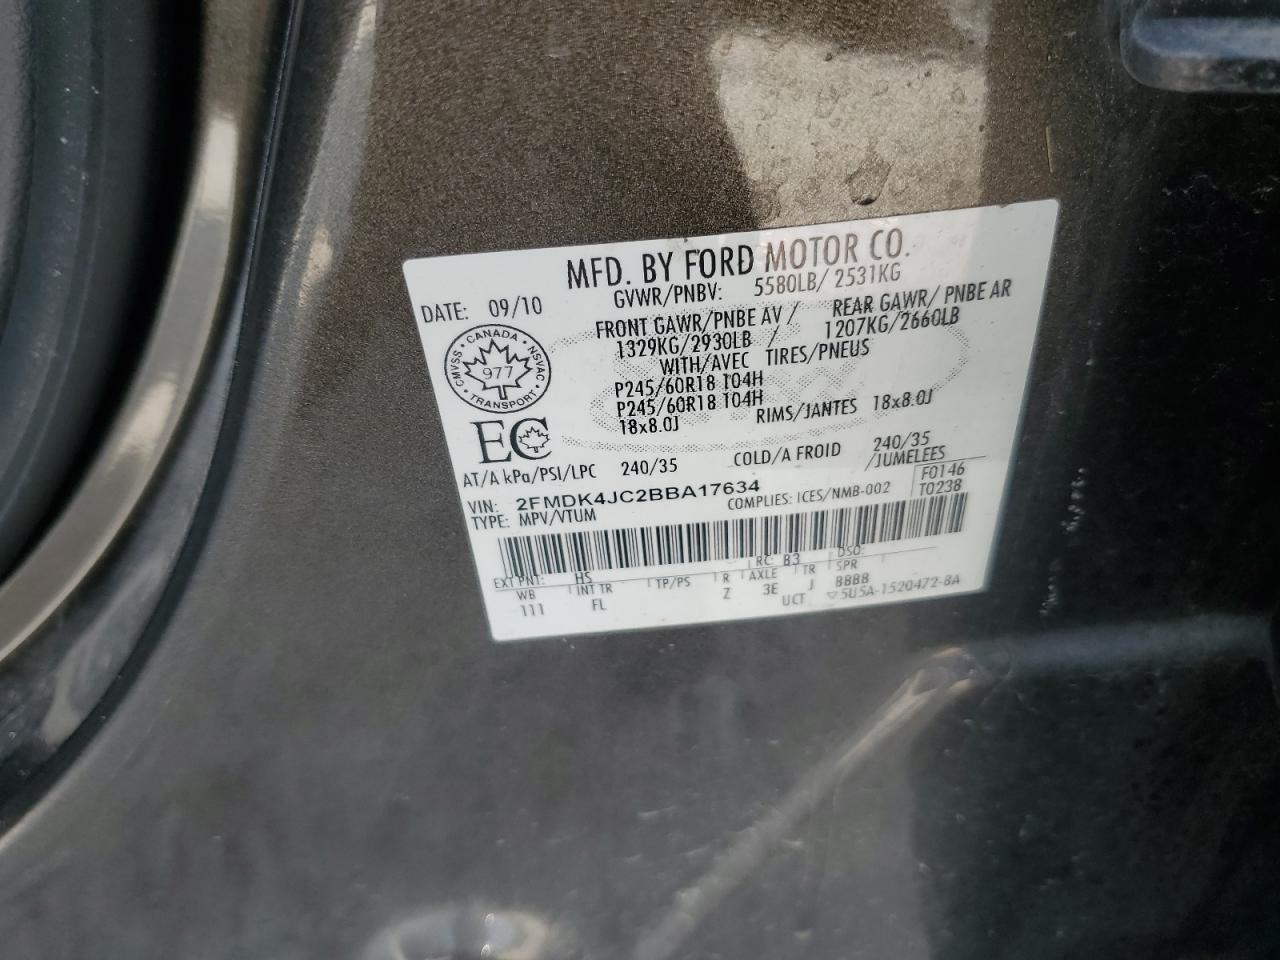 MFD. BY FORD MOTOR CO.
DATE: 09/10
GVWR/PNBV: 5580LB/ 2531KG
FRONT GAWR/PNBE AV / REAR GAWR/ PNBE AR
1329KG/2930LB / 1207KG/2660LB
WITH/AVEC TIRES/PNEUS
P245/60R18 104H
P245/60R18 104H
18x8.0J RIMS/JANTES 18x8.0J
CANADA
CMVSS 977 NSVAC
TRANSPORT
EC
AT/A kPa/PSI/LPC 240/35 COLD/A FROID 240/35
/JUMELEES
VIN: 2FMDK4JC2BBA17634 F0146
TYPE: MPV/VTUM COMPLIES: ICES/NMB-002 T0238
EXT PNT: HS RC: B3 DSO:
WB INT TR TP/PS R AXLE TR SPR
111 FL Z 3E J 8888
UCT ▽5U5A-1520472-BA